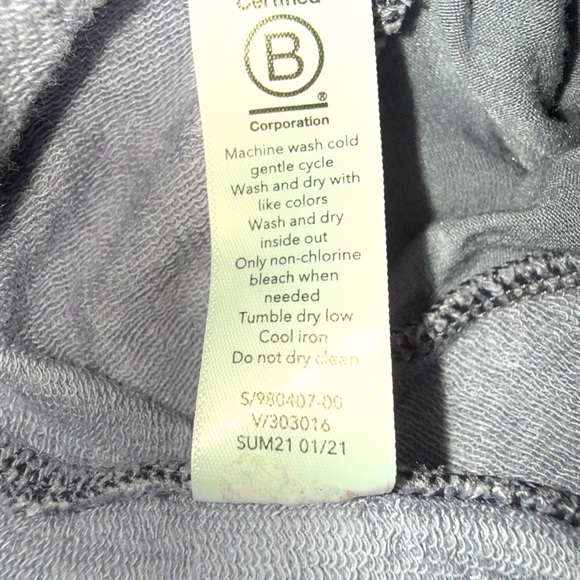 Certified
B
®
Corporation
Machine wash cold
gentle cycle
Wash and dry with
like colors
Wash and dry
inside out
Only non-chlorine
bleach when
needed
Tumble dry low
Cool iron
Do not dry clean
S/980407-00
V/303016
SUM21 01/21